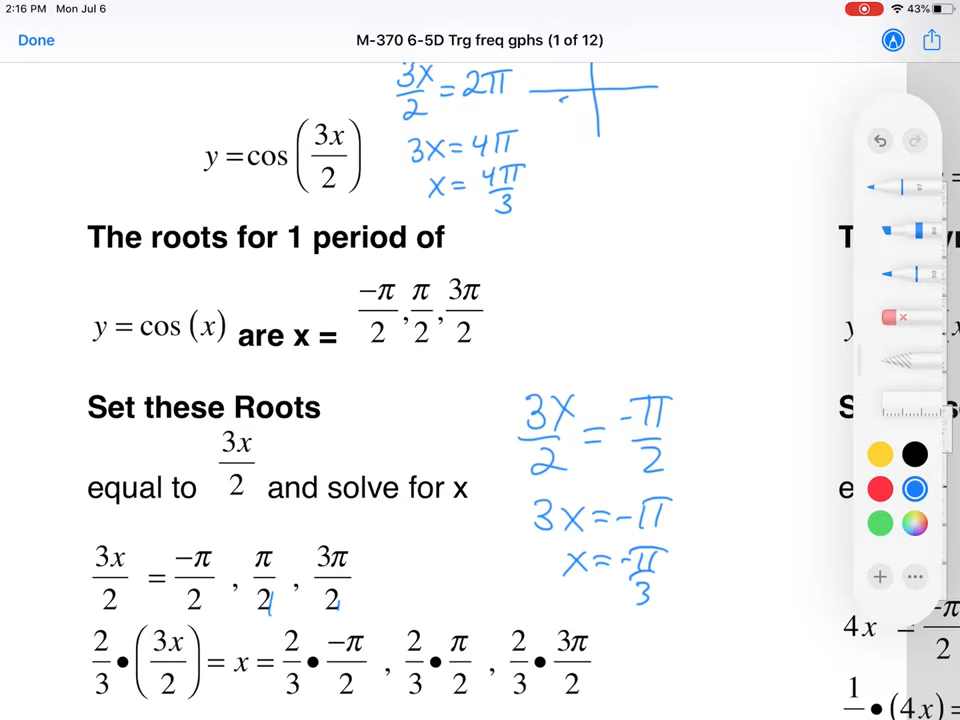 2:16 PM Mon Jul 6
43%
Done
M-370 6-5D Trg freq gphs (1 of 12)
3x/2 = 2π
y = cos(3x/2)
3x = 4π
x = 4π/3
The roots for 1 period of
y = cos(x) are x = −π/2, π/2, 3π/2
Set these Roots
equal to 3x/2 and solve for x
3x/2 = -π/2
3x = -π
x = -π/3
3x/2 = −π/2, π/2, 3π/2
2/3 • (3x/2) = x = 2/3 • −π/2, 2/3 • π/2, 2/3 • 3π/2
4x = -π/2
1 • (4x) =